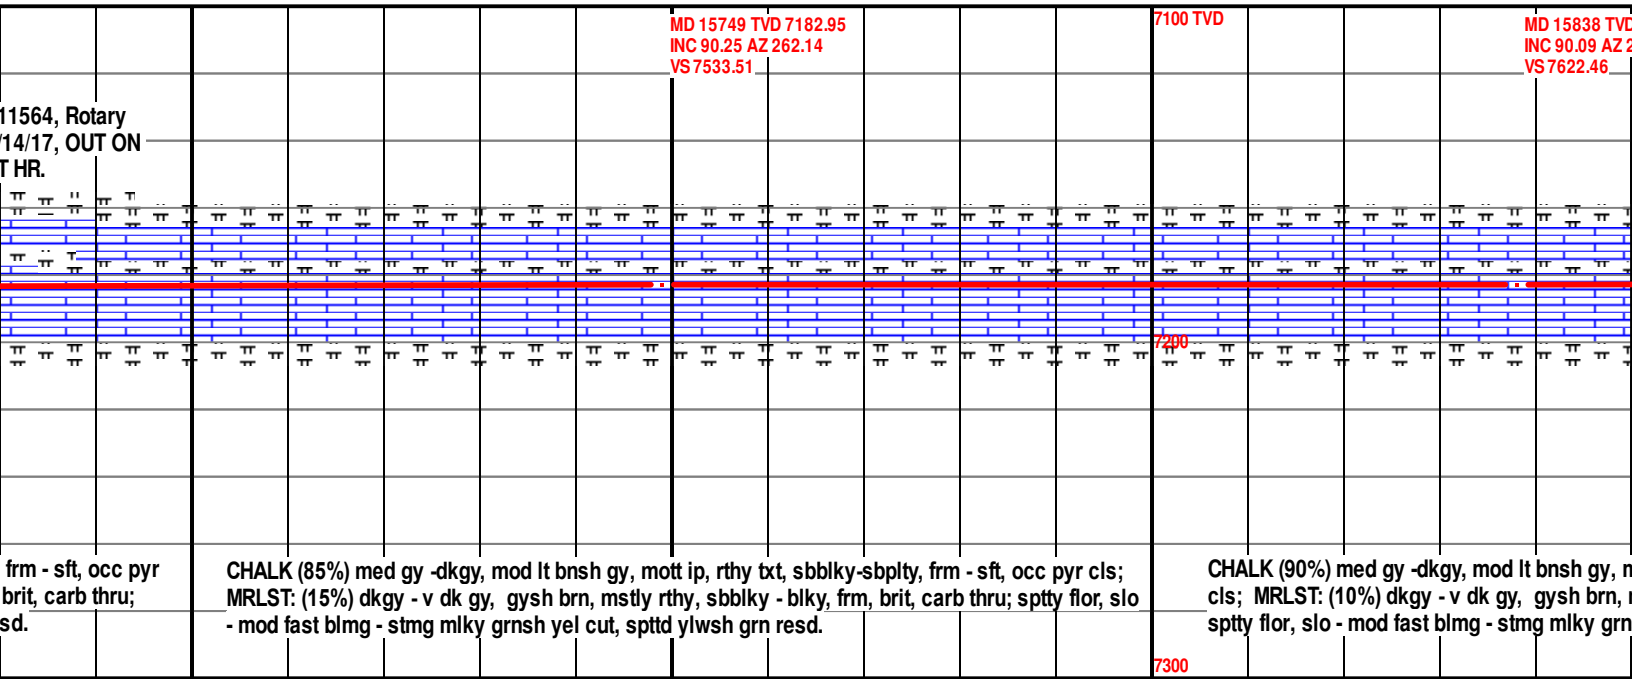 MD 15749 TVD 7182.95
INC 90.25 AZ 262.14
VS 7533.51
7100 TVD
MD 15838 TVD
INC 90.09 AZ 2
VS 7622.46
11564, Rotary
/14/17, OUT ON
T HR.
7200
frm - sft, occ pyr
brit, carb thru;
sd.
CHALK (85%) med gy -dkgy, mod lt bnsh gy, mott ip, rthy txt, sbblky-sbplty, frm - sft, occ pyr cls;
MRLST: (15%) dkgy - v dk gy, gysh brn, mstly rthy, sbblky - blky, frm, brit, carb thru; sptty flor, slo
- mod fast blmg - stmg mlky grnsh yel cut, spttd ylwsh grn resd.
CHALK (90%) med gy -dkgy, mod lt bnsh gy, m
cls; MRLST: (10%) dkgy - v dk gy, gysh brn,
sptty flor, slo - mod fast blmg - stmg mlky grn
7300